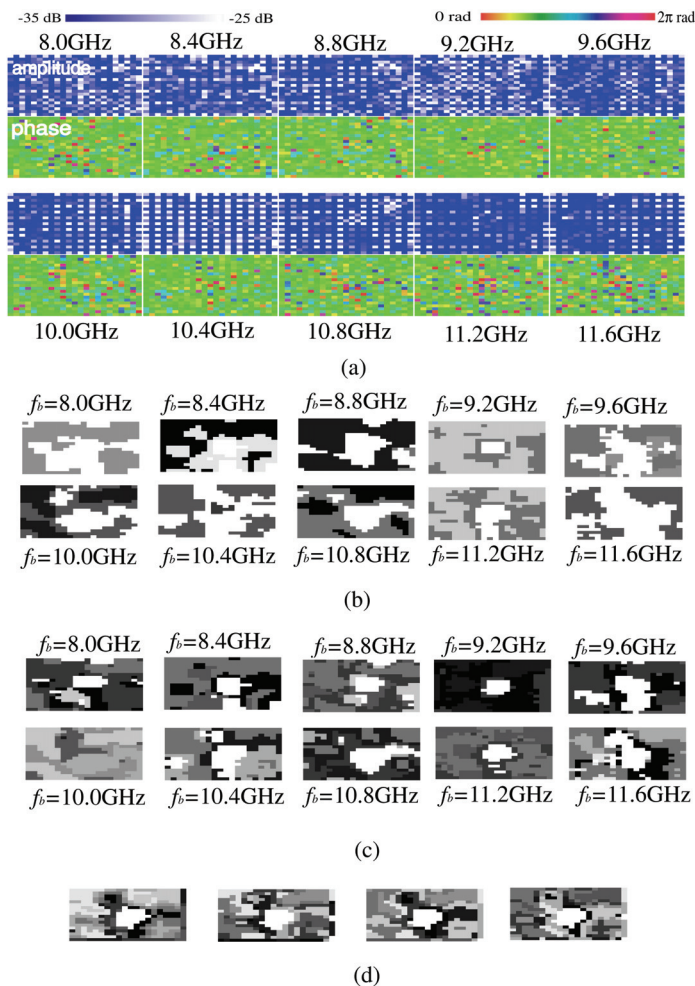 -35 dB -25 dB 0 rad 2π rad
8.0GHz 8.4GHz 8.8GHz 9.2GHz 9.6GHz
amplitude
phase
10.0GHz 10.4GHz 10.8GHz 11.2GHz 11.6GHz
(a)
fb=8.0GHz fb=8.4GHz fb=8.8GHz fb=9.2GHz fb=9.6GHz
fb=10.0GHz fb=10.4GHz fb=10.8GHz fb=11.2GHz fb=11.6GHz
(b)
fb=8.0GHz fb=8.4GHz fb=8.8GHz fb=9.2GHz fb=9.6GHz
fb=10.0GHz fb=10.4GHz fb=10.8GHz fb=11.2GHz fb=11.6GHz
(c)
(d)